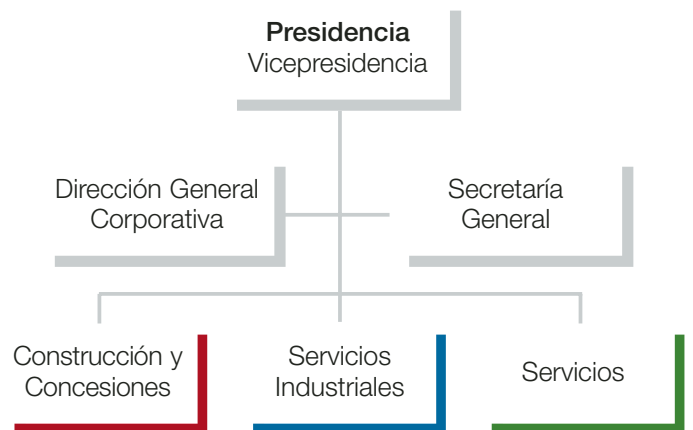 Presidencia
Vicepresidencia
Dirección General
Corporativa
Secretaría
General
Construcción y
Concesiones
Servicios
Industriales
Servicios